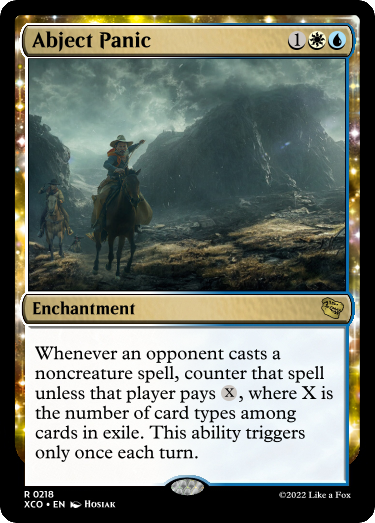 Abject Panic 1
Enchantment
Whenever an opponent casts a
noncreature spell, counter that spell
unless that player pays X, where X is
the number of card types among
cards in exile. This ability triggers
only once each turn.
R 0218
XCO • EN Hosiak
©2022 Like a Fox